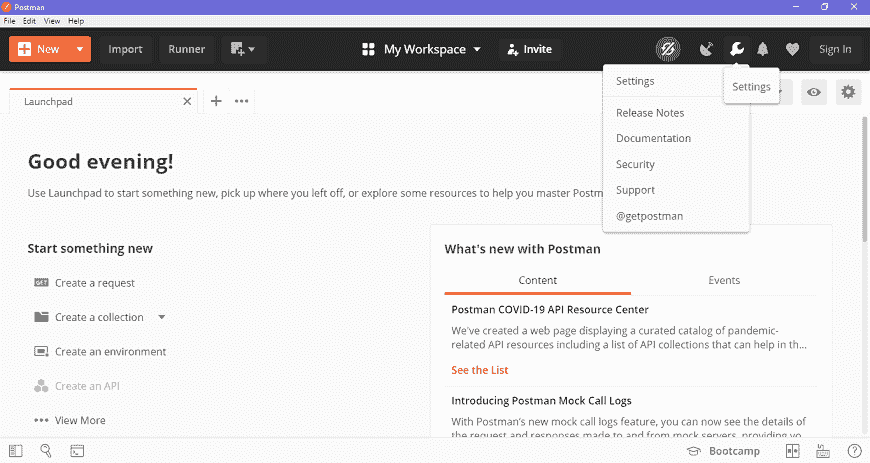 Postman
File Edit View Help
New
Import
Runner
My Workspace
Invite
Sign In
Launchpad
Settings
Release Notes
Documentation
Security
Support
@getpostman
Settings
Good evening!
Use Launchpad to start something new, pick up where you left off, or explore some resources to help you master Postm
Start something new
GET Create a request
Create a collection
Create an environment
Create an API
View More
What's new with Postman
Content Events
Postman COVID-19 API Resource Center
We've created a web page displaying a curated catalog of pandemic-
related API resources including a list of API collections that can help in th...
See the List
Introducing Postman Mock Call Logs
With Postman's new mock call logs feature, you can now see the details of
the request and responses made to and from mock servers, providing yo
Bootcamp